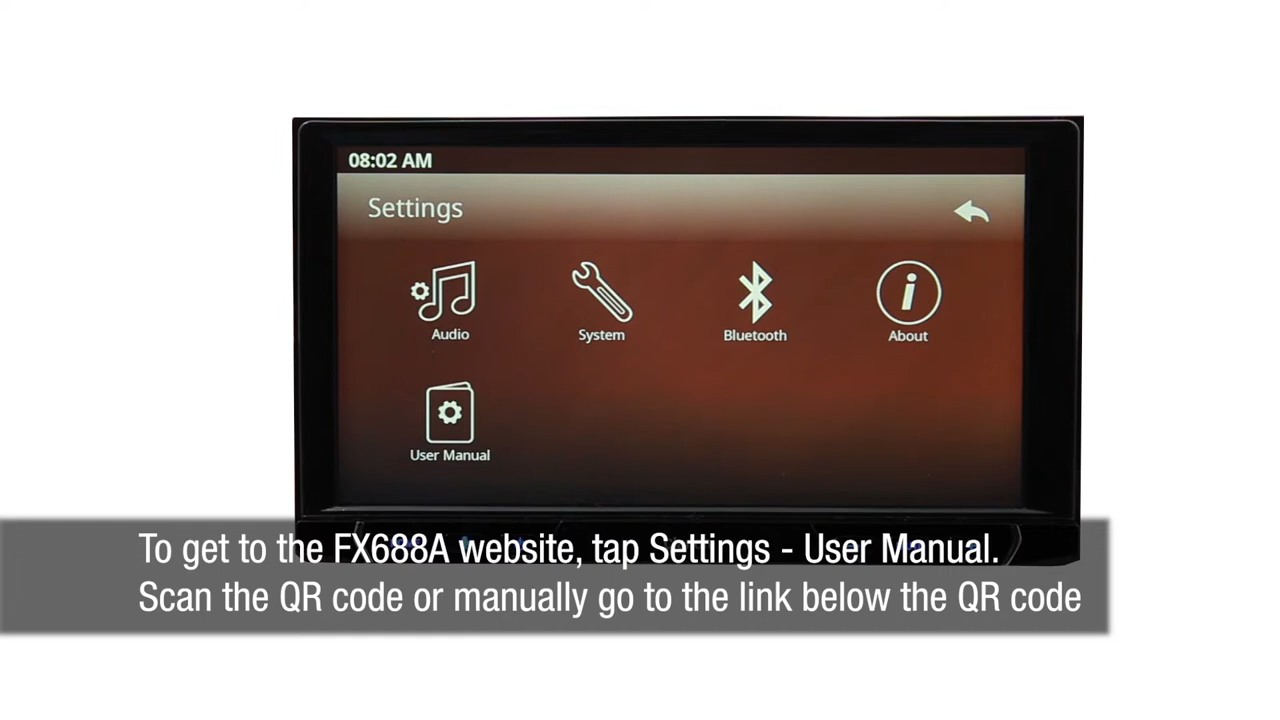 08:02 AM
Settings
Audio
System
Bluetooth
About
User Manual
To get to the FX688A website, tap Settings - User Manual.
Scan the QR code or manually go to the link below the QR code